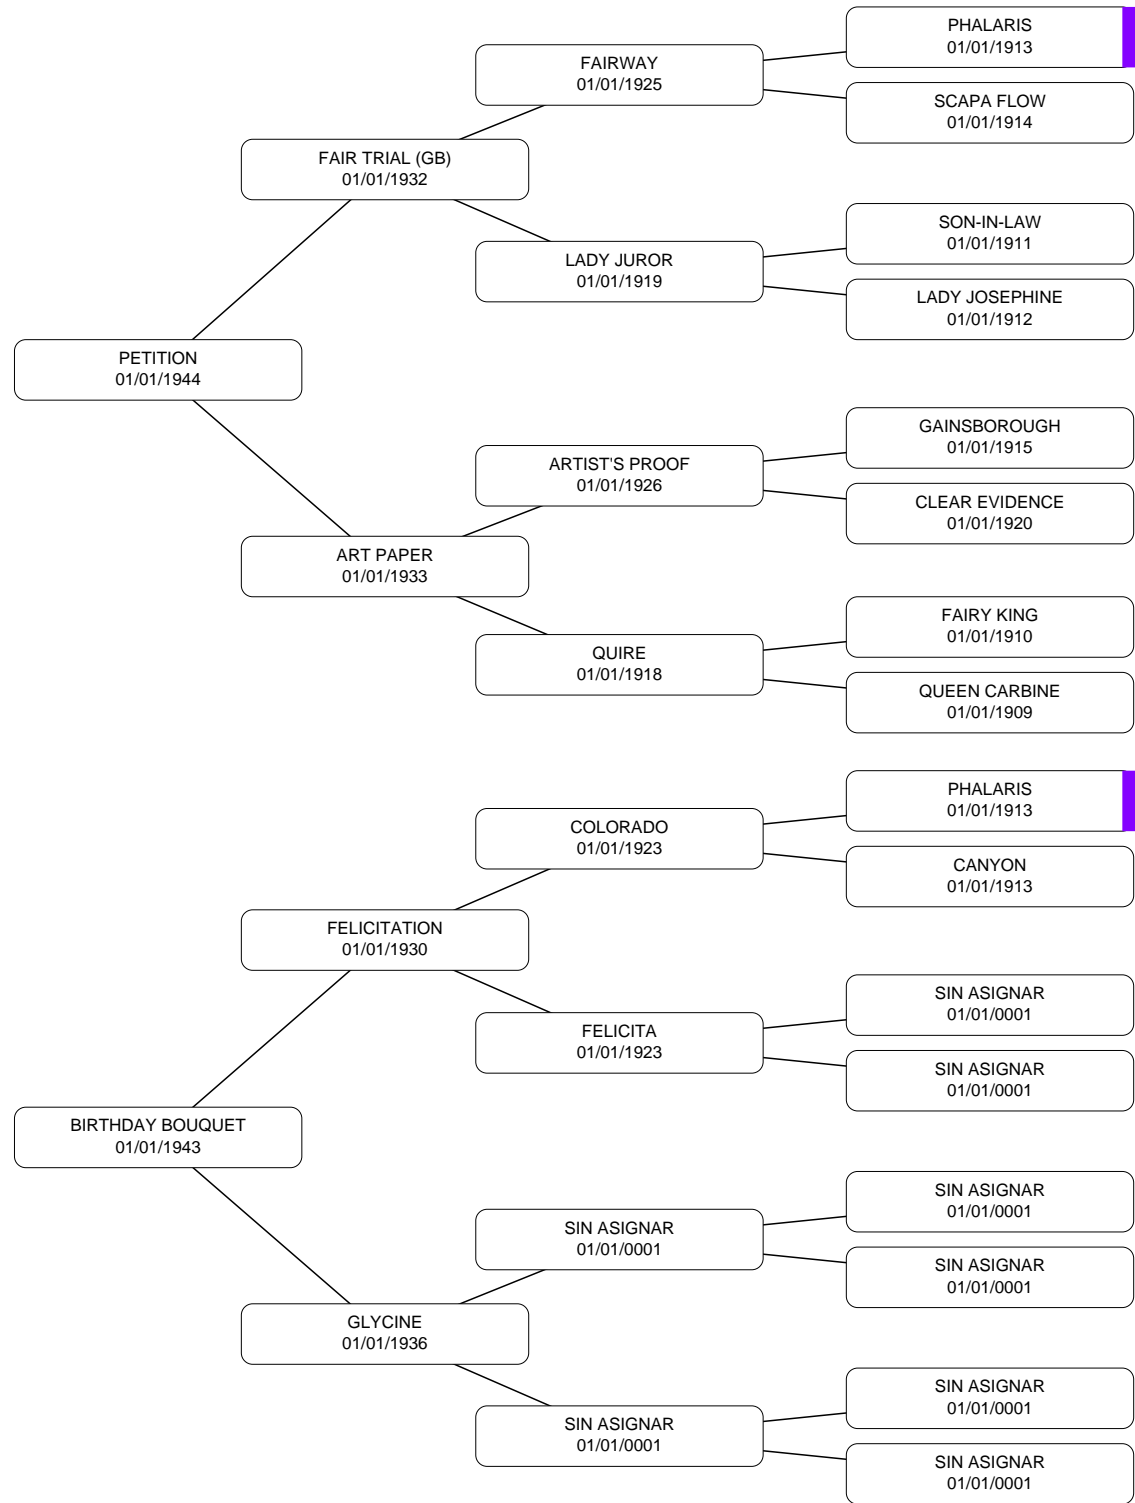 PHALARIS
01/01/1913
FAIRWAY
01/01/1925
SCAPA FLOW
01/01/1914
FAIR TRIAL (GB)
01/01/1932
SON-IN-LAW
01/01/1911
LADY JUROR
01/01/1919
LADY JOSEPHINE
01/01/1912
PETITION
01/01/1944
GAINSBOROUGH
01/01/1915
ARTIST'S PROOF
01/01/1926
CLEAR EVIDENCE
01/01/1920
ART PAPER
01/01/1933
FAIRY KING
01/01/1910
QUIRE
01/01/1918
QUEEN CARBINE
01/01/1909
PHALARIS
01/01/1913
COLORADO
01/01/1923
CANYON
01/01/1913
FELICITATION
01/01/1930
SIN ASIGNAR
01/01/0001
FELICITA
01/01/1923
SIN ASIGNAR
01/01/0001
BIRTHDAY BOUQUET
01/01/1943
SIN ASIGNAR
01/01/0001
SIN ASIGNAR
01/01/0001
SIN ASIGNAR
01/01/0001
GLYCINE
01/01/1936
SIN ASIGNAR
01/01/0001
SIN ASIGNAR
01/01/0001
SIN ASIGNAR
01/01/0001